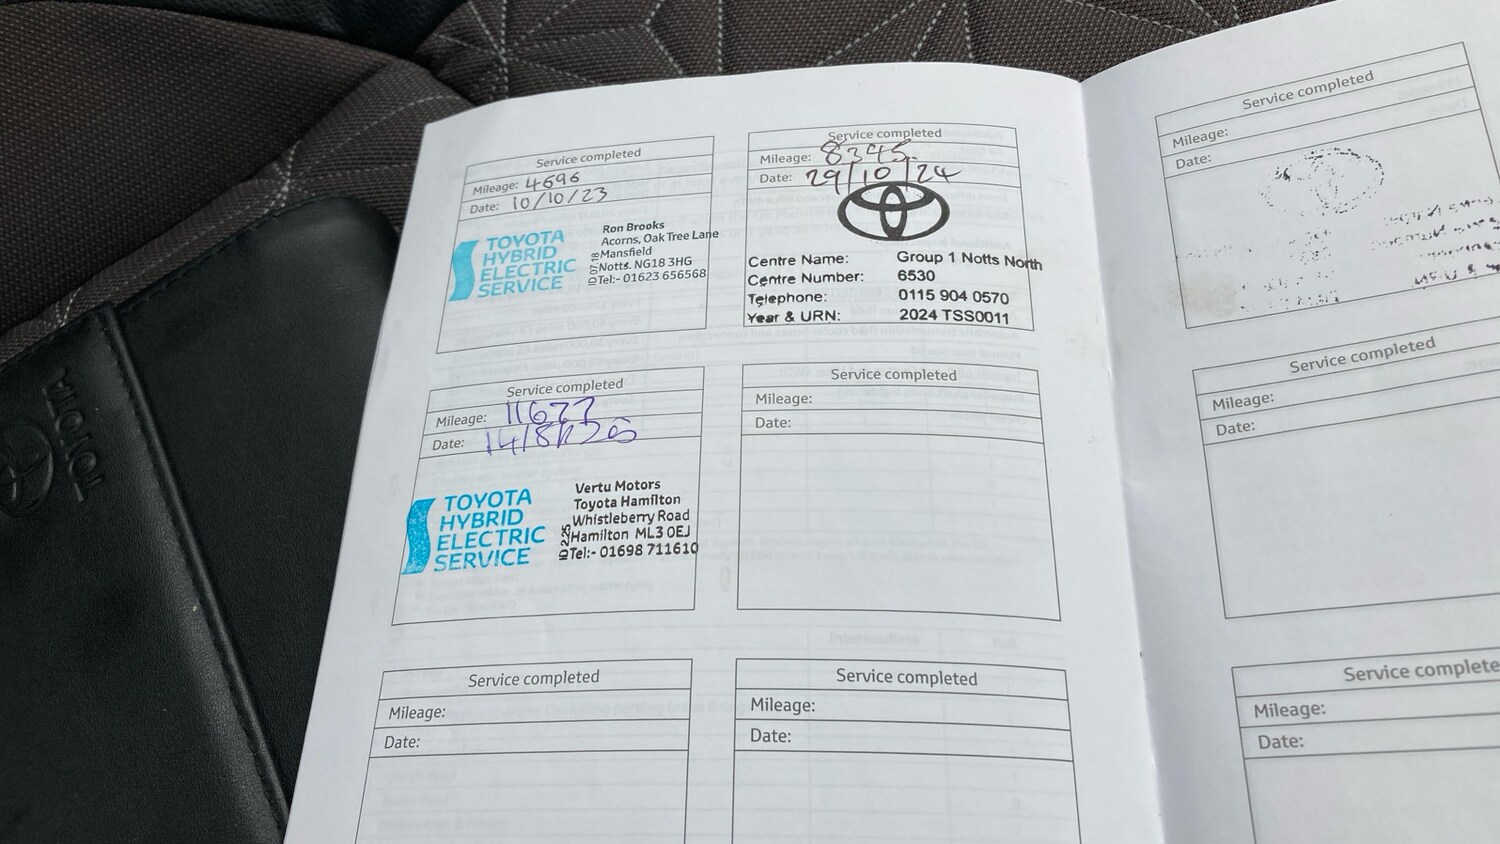 Service completed
Mileage: 4696
Date: 10/10/23
TOYOTA
HYBRID
ELECTRIC
SERVICE
Ron Brooks
Acorns, Oak Tree Lane
Mansfield
Notts. NG18 3HG
Tel:- 01623 656568
Service completed
Mileage: 8395
Date: 29/10/24
Centre Name: Group 1 Notts North
Centre Number: 6530
Telephone: 0115 904 0570
Year & URN: 2024 TSS0011
Service completed
Mileage: 11677
Date:
TOYOTA
HYBRID
ELECTRIC
SERVICE
Vertu Motors
Toyota Hamilton
Whistleberry Road
Hamilton ML3 0EJ
Tel:- 01698 711610
Service completed
Mileage:
Date:
Service completed
Mileage:
Date:
Service completed
Mileage:
Date:
Service completed
Mileage:
Date:
Service completed
Mileage:
Date:
Service complete
Mileage:
Date:
TOYOTA